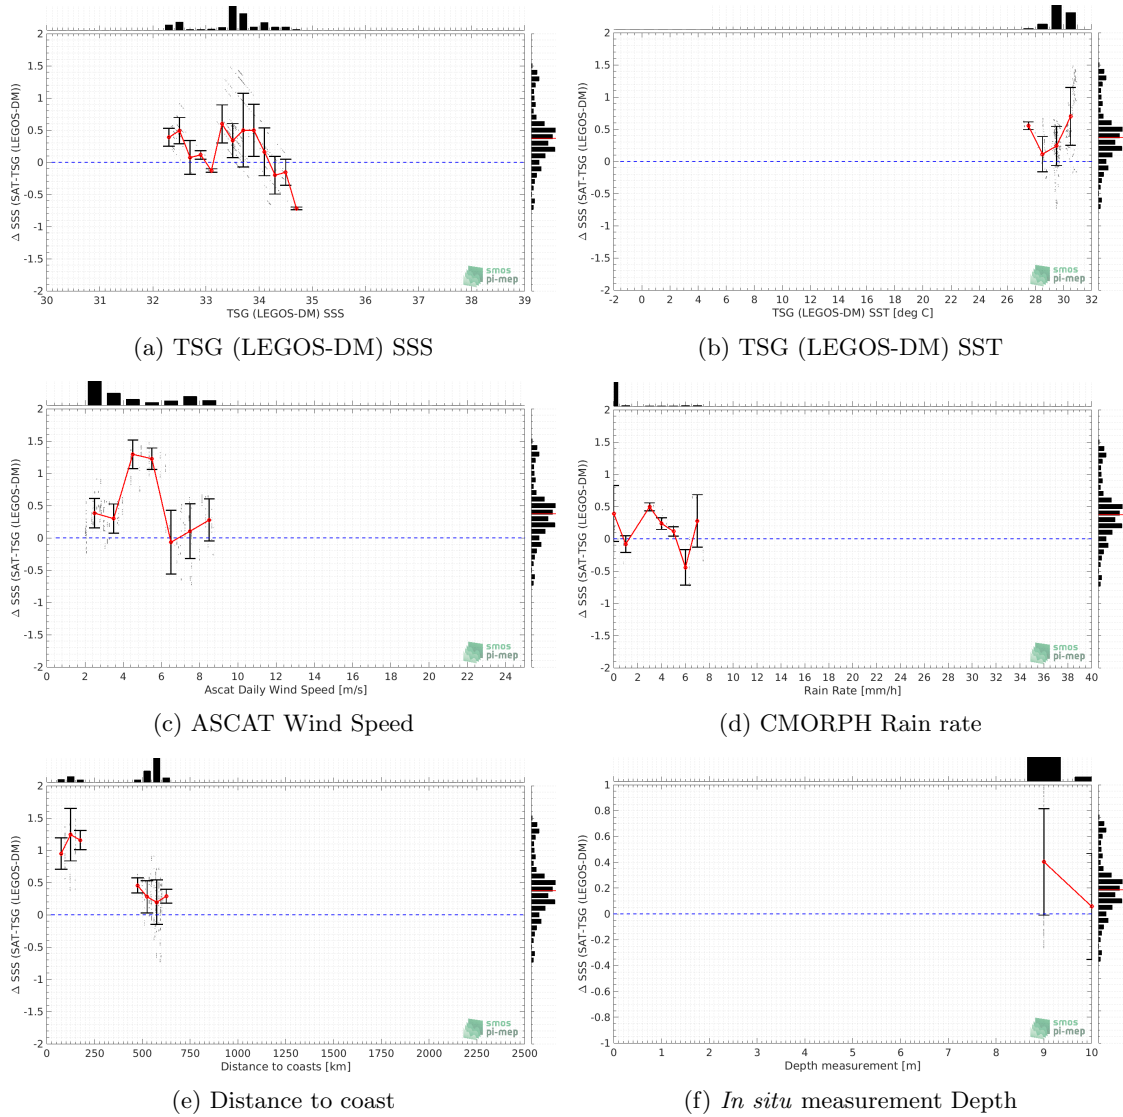 2
1.5
1
0.5
0
-0.5
-1
-1.5
-2
Δ SSS (SAT-TSG (LEGOS-DM))
30 31 32 33 34 35 36 37 38 39
TSG (LEGOS-DM) SSS
smos
pi-mep
(a) TSG (LEGOS-DM) SSS
2
1.5
1
0.5
0
-0.5
-1
-1.5
-2
Δ SSS (SAT-TSG (LEGOS-DM))
-2 0 2 4 6 8 10 12 14 16 18 20 22 24 26 28 30 32
TSG (LEGOS-DM) SST [deg C]
smos
pi-mep
(b) TSG (LEGOS-DM) SST
2
1.5
1
0.5
0
-0.5
-1
-1.5
-2
Δ SSS (SAT-TSG (LEGOS-DM))
0 2 4 6 8 10 12 14 16 18 20 22 24
Ascat Daily Wind Speed [m/s]
smos
pi-mep
(c) ASCAT Wind Speed
2
1.5
1
0.5
0
-0.5
-1
-1.5
-2
Δ SSS (SAT-TSG (LEGOS-DM))
0 2 4 6 8 10 12 14 16 18 20 22 24 26 28 30 32 34 36 38 40
Rain Rate [mm/h]
smos
pi-mep
(d) CMORPH Rain rate
2
1.5
1
0.5
0
-0.5
-1
-1.5
-2
Δ SSS (SAT-TSG (LEGOS-DM))
0 250 500 750 1000 1250 1500 1750 2000 2250 2500
Distance to coasts [km]
smos
pi-mep
(e) Distance to coast
1
0.8
0.6
0.4
0.2
0
-0.2
-0.4
-0.6
-0.8
-1
Δ SSS (SAT-TSG (LEGOS-DM))
0 1 2 3 4 5 6 7 8 9 10
Depth measurement [m]
smos
pi-mep
(f) In situ measurement Depth